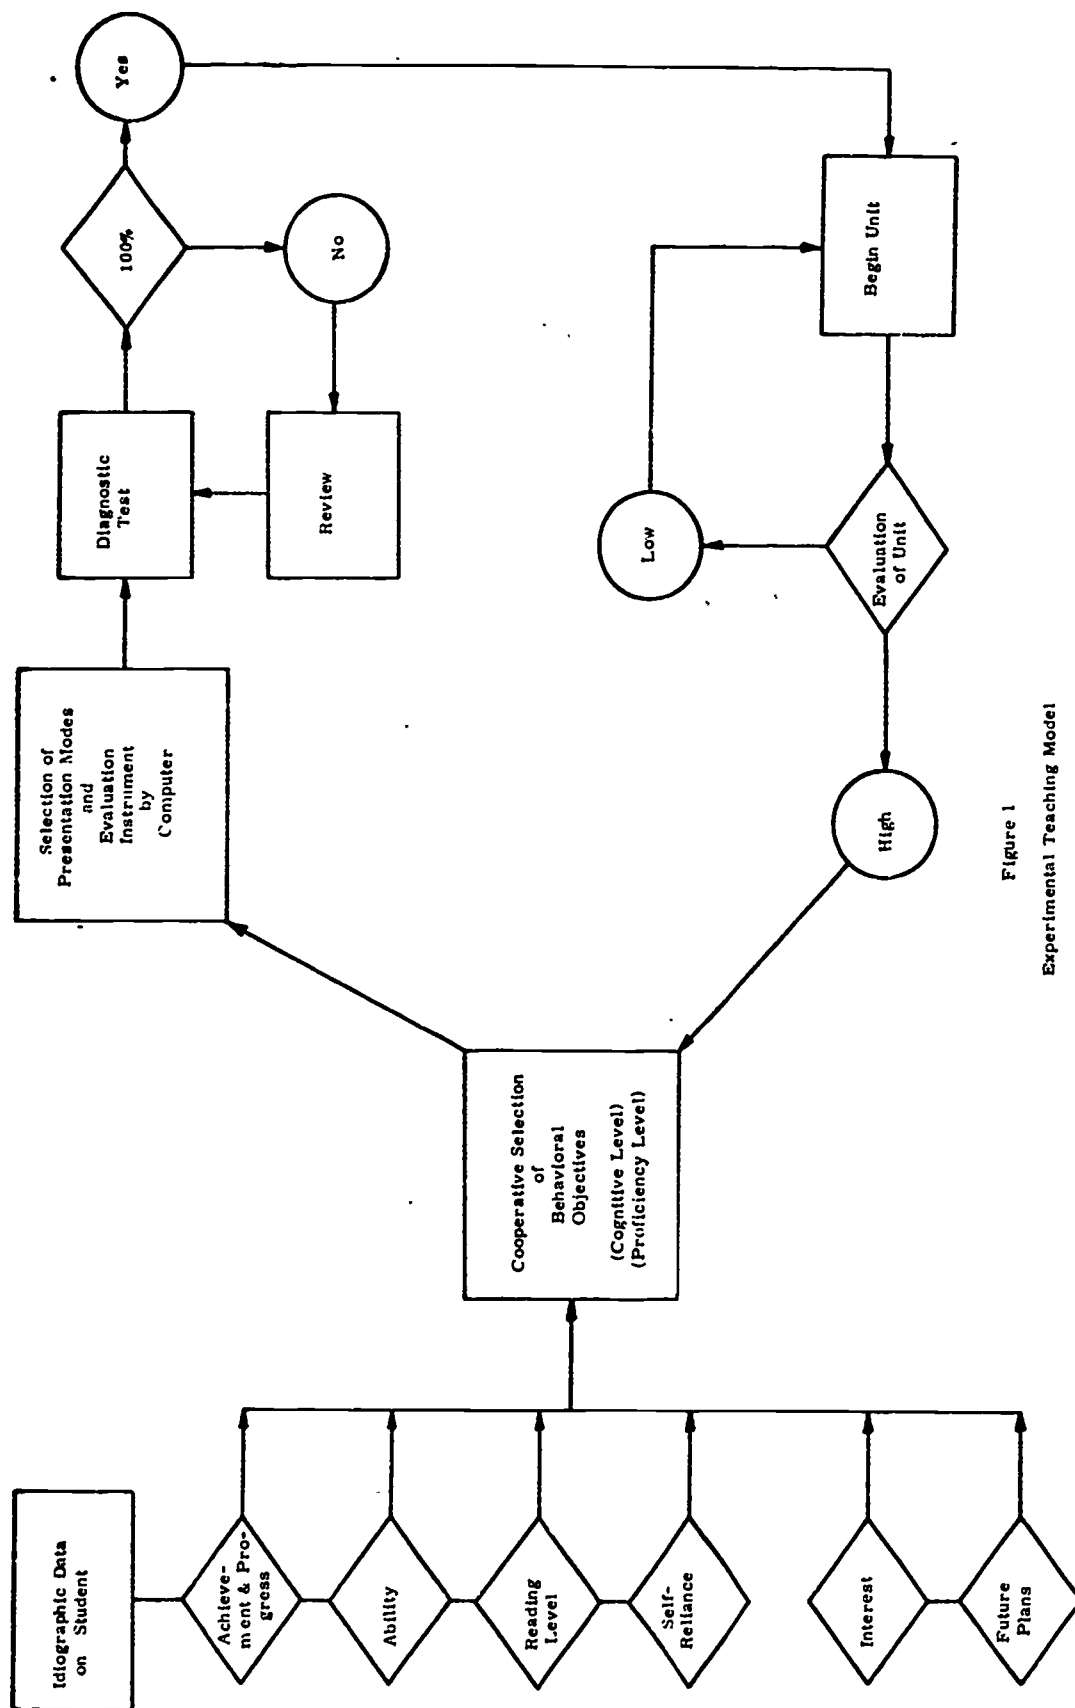 Idiographic Data
on Student
Achieve-
ment & Pro-
gress
Ability
Reading
Level
Self-
Reliance
Interest
Future
Plans
Cooperative Selection
of
Behavioral
Objectives
(Cognitive Level)
(Proficiency Level)
Selection of
Presentation Modes
and
Evaluation
Instrument
by
Computer
Diagnostic
Test
100%
Yes
No
Review
Begin Unit
Evaluation
of Unit
Low
High
Figure 1
Experimental Teaching Model